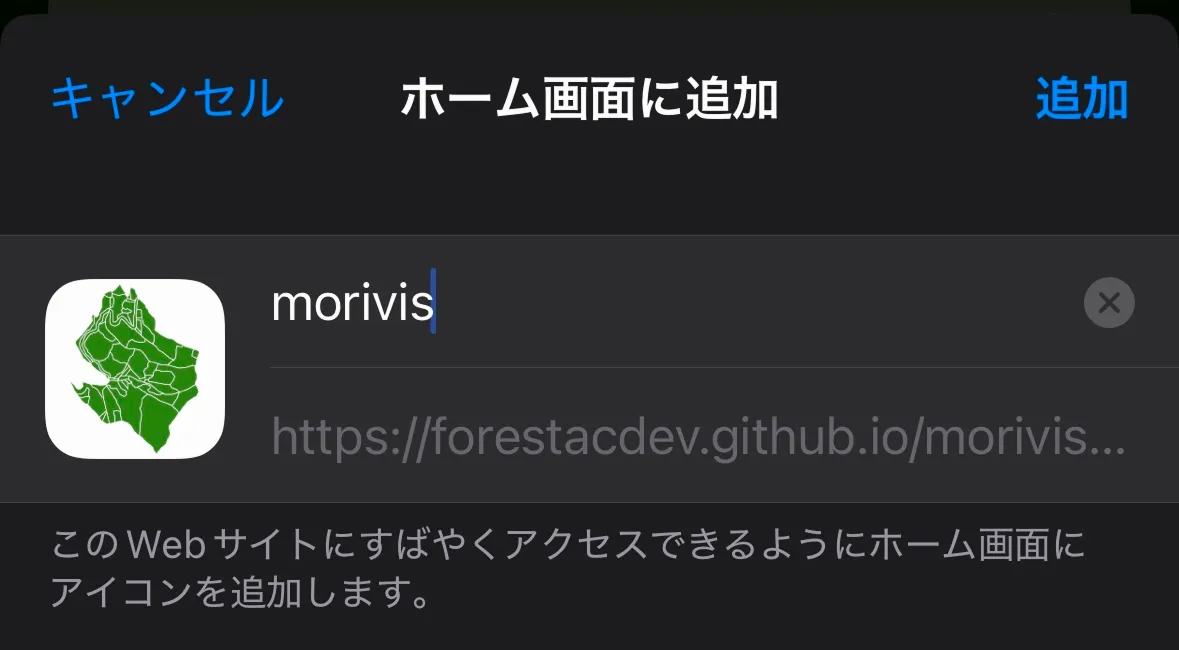 キャンセル
ホーム画面に追加
追加
morivis
https://forestacdev.github.io/morivis...
このWebサイトにすばやくアクセスできるようにホーム画面に
アイコンを追加します。